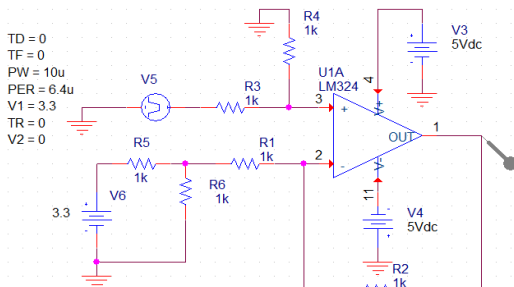 TD = 0
TF = 0
PW = 10u
PER = 6.4u
V1 = 3.3
TR = 0
V2 = 0
V5
R4
1k
R3
1k
U1A
LM324
V3
5Vdc
4
3
+
V+
OUT
1
2
-
V-
11
R5
1k
R1
1k
R6
1k
V6
3.3
V4
5Vdc
R2
1k